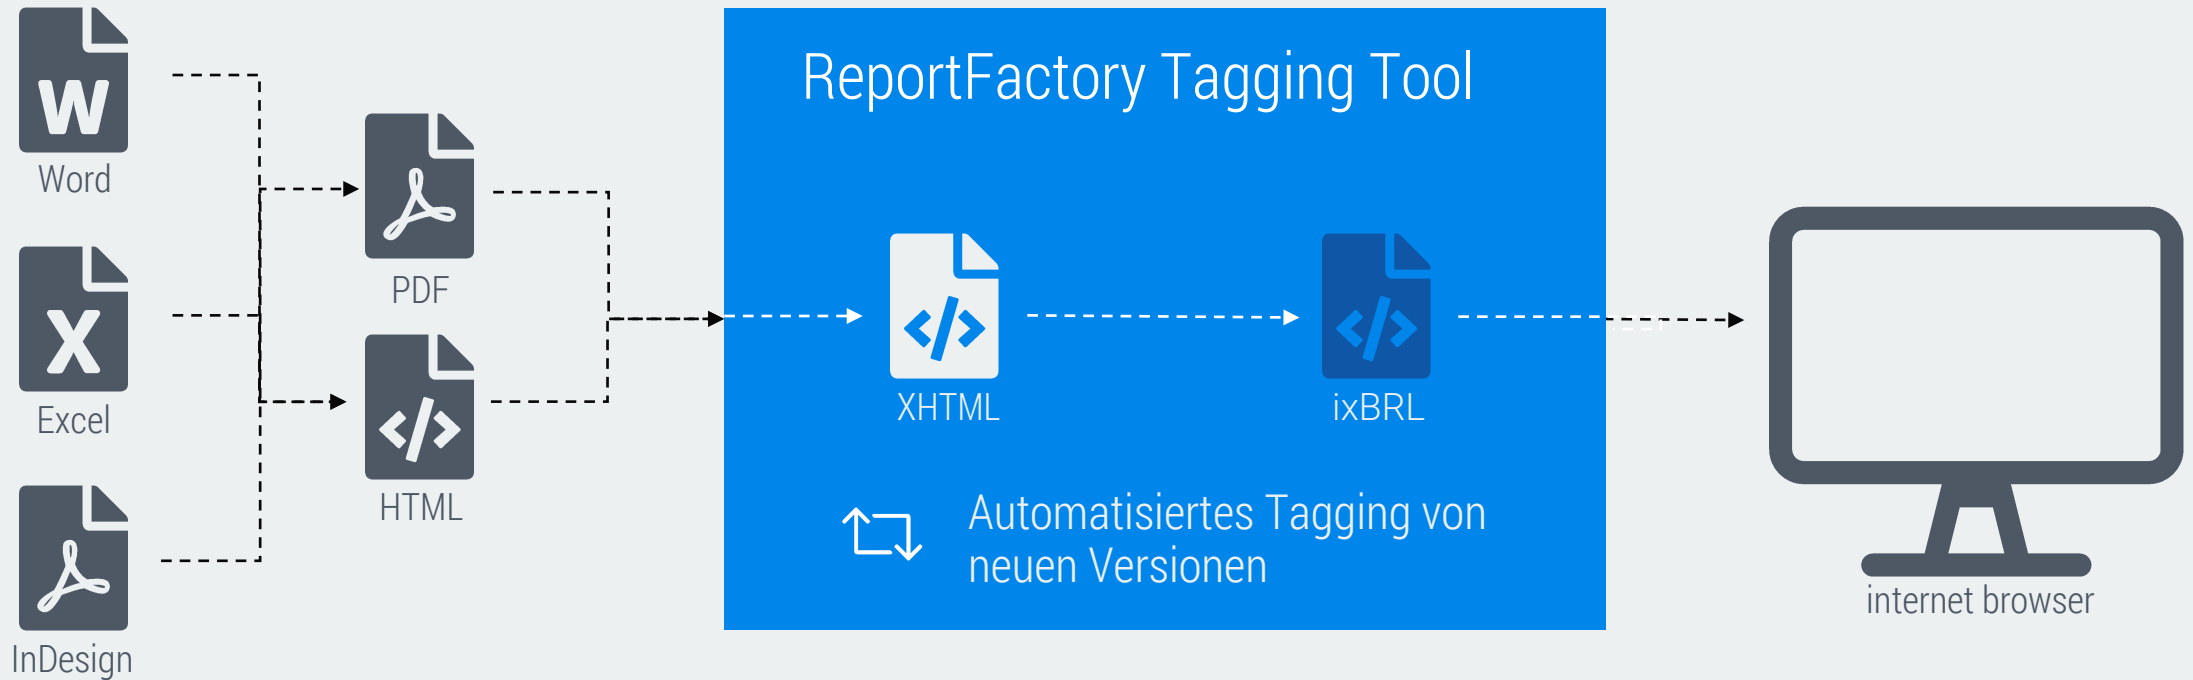 W
Word
X
Excel
InDesign
PDF
</>
HTML
ReportFactory Tagging Tool
</>
XHTML
</>
ixBRL
Automatisiertes Tagging von
neuen Versionen
internet browser